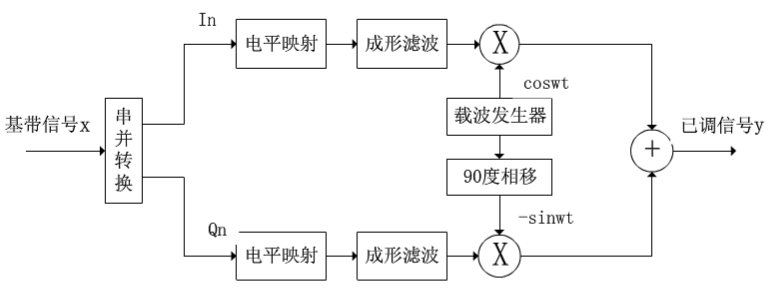 In
电平映射
成形滤波
X
coswt
基带信号x
串并转换
载波发生器
已调信号y
+
90度相移
-sinwt
Qn
电平映射
成形滤波
X